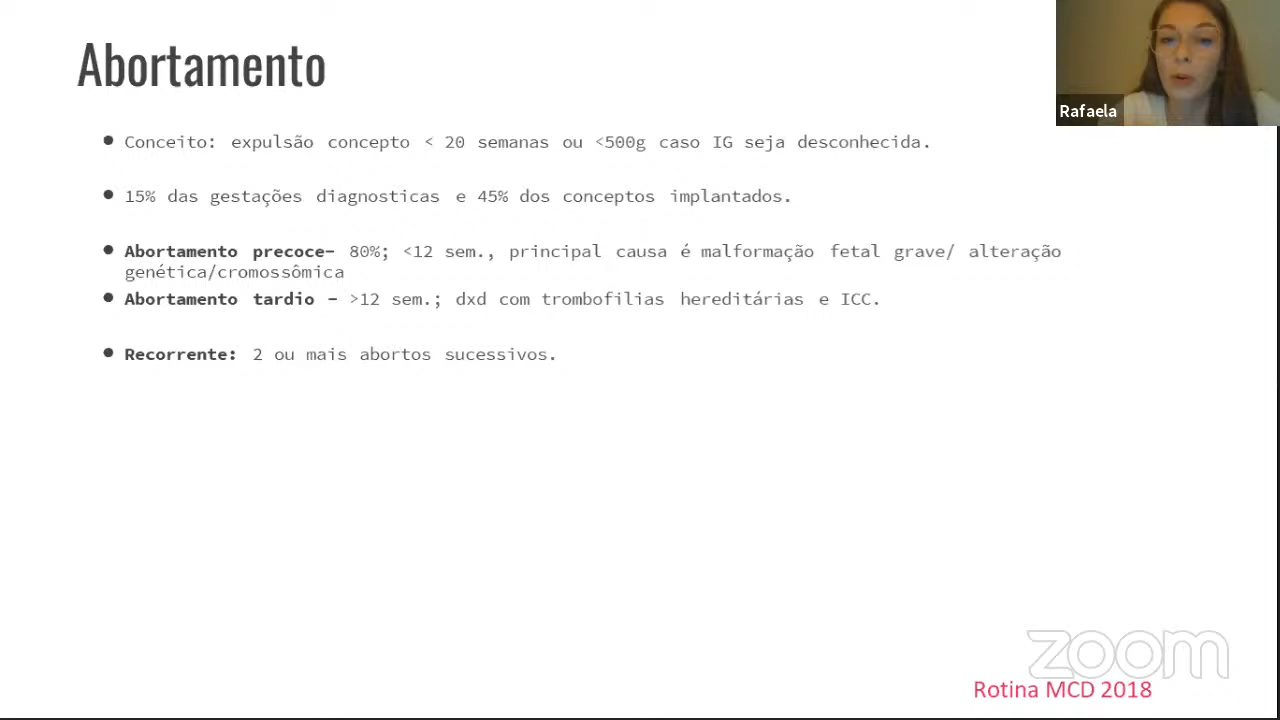 Abortamento
Rafaela
● Conceito: expulsão concepto < 20 semanas ou <500g caso IG seja desconhecida.
● 15% das gestações diagnosticas e 45% dos conceptos implantados.
● Abortamento precoce– 80%; <12 sem., principal causa é malformação fetal grave/ alteração
genética/cromossômica
● Abortamento tardio – >12 sem.; dxd com trombofilias hereditárias e ICC.
● Recorrente: 2 ou mais abortos sucessivos.
zoom
Rotina MCD 2018